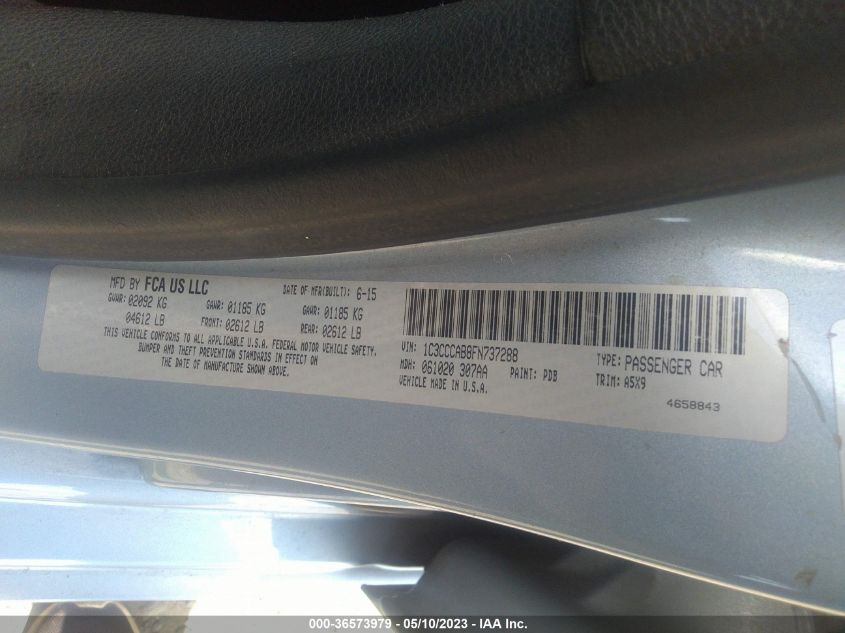 MFD BY FCA US LLC DATE OF MFR(BUILT): 6-15
GVWR: 02092 KG GAWR: 01185 KG GAWR: 01185 KG
04612 LB FRONT: 02612 LB REAR: 02612 LB
THIS VEHICLE CONFORMS TO ALL APPLICABLE U.S.A. FEDERAL MOTOR VEHICLE SAFETY,
BUMPER AND THEFT PREVENTION STANDARDS IN EFFECT ON
THE DATE OF MANUFACTURE SHOWN ABOVE.
VIN: 1C3CCCAB8FN737288 TYPE: PASSENGER CAR
MDH: 061020 307AA PAINT: PDB TRIM: A5X9
VEHICLE MADE IN U.S.A.
4658843
000-36573979 — 05/10/2023 — IAA Inc.